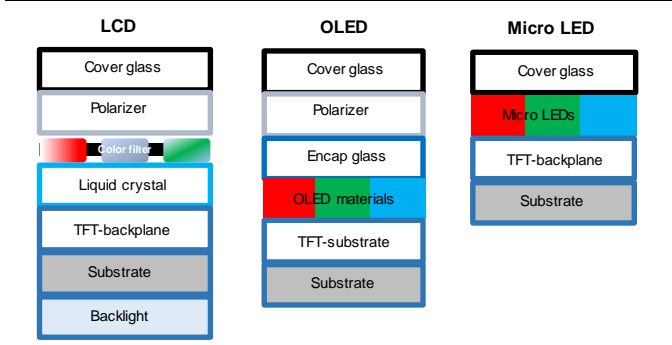 LCD
Cover glass
Polarizer
Color filter
Liquid crystal
TFT-backplane
Substrate
Backlight
OLED
Cover glass
Polarizer
Encap glass
OLED materials
TFT-substrate
Substrate
Micro LED
Cover glass
Micro LEDs
TFT-backplane
Substrate